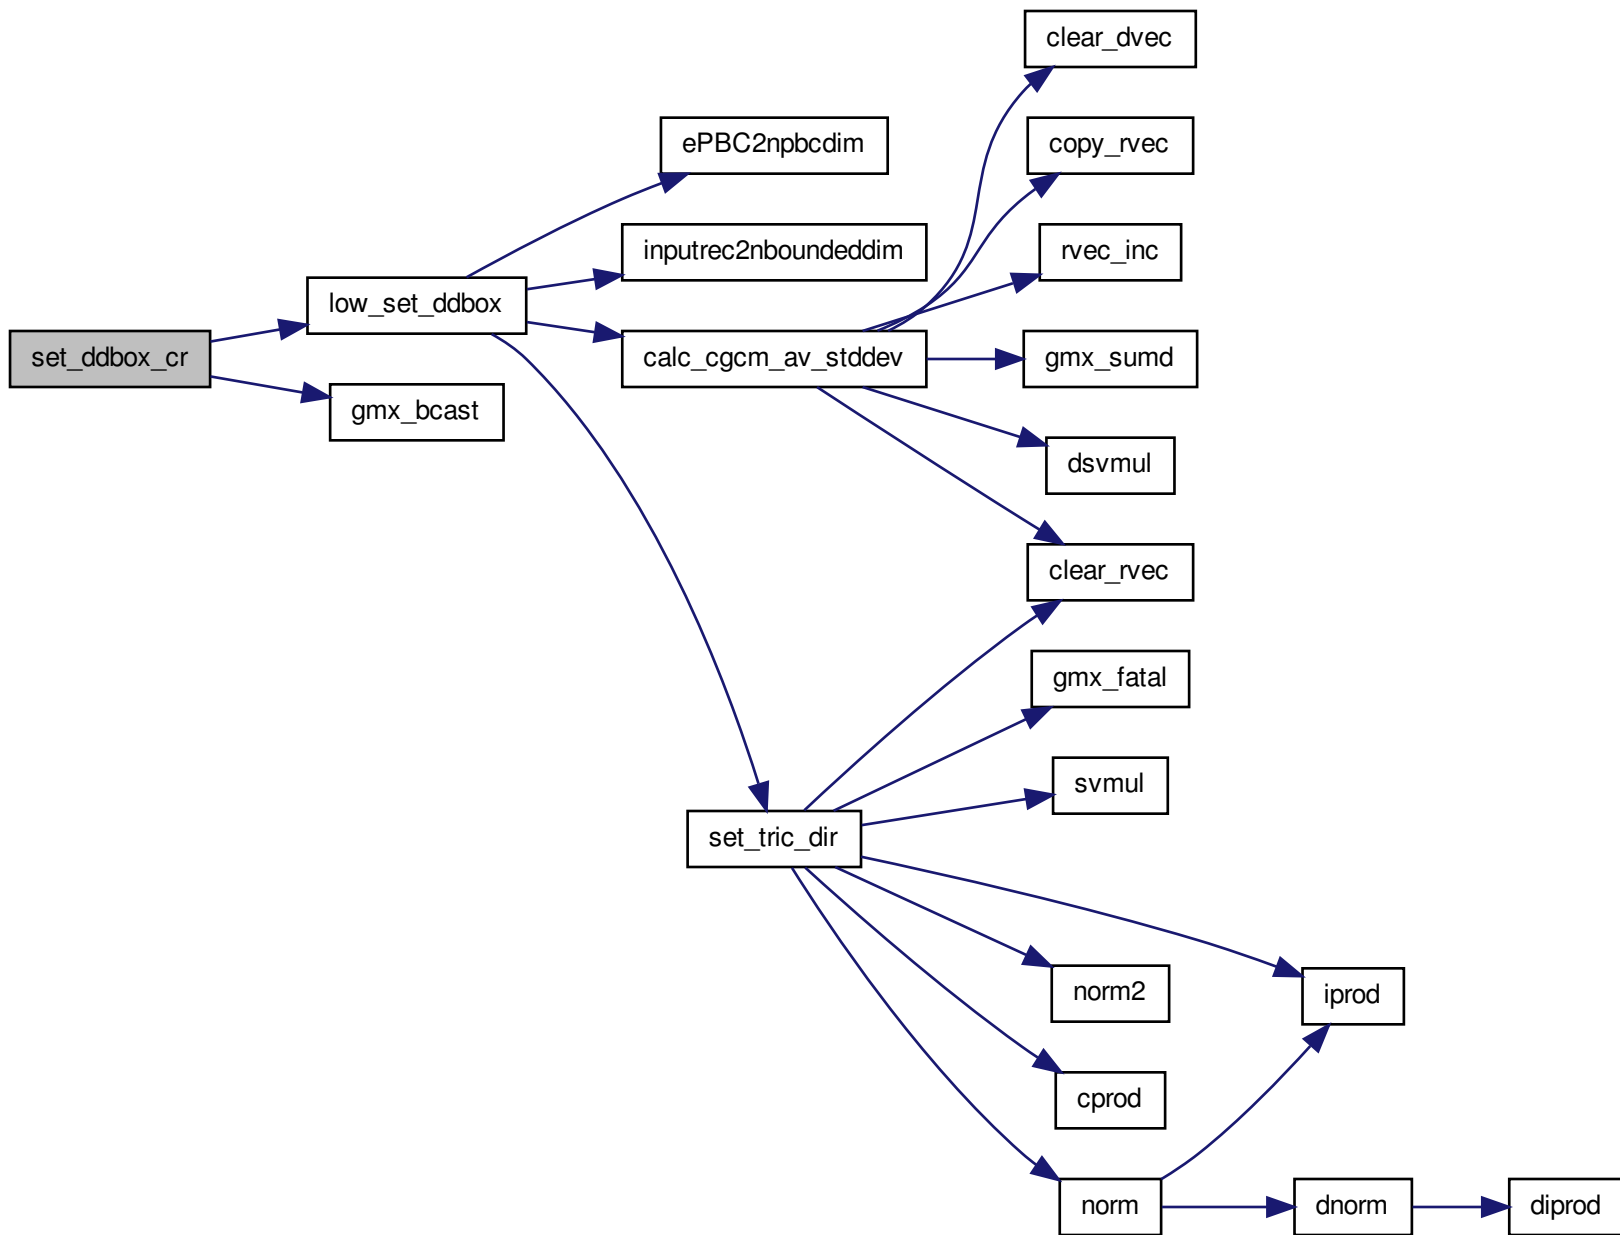 clear_dvec
ePBC2npbcdim
copy_rvec
inputrec2nboundeddim
rvec_inc
low_set_ddbox
set_ddbox_cr
calc_cgcm_av_stddev
gmx_sumd
gmx_bcast
dsvmul
clear_rvec
gmx_fatal
svmul
set_tric_dir
norm2
iprod
cprod
norm
dnorm
diprod